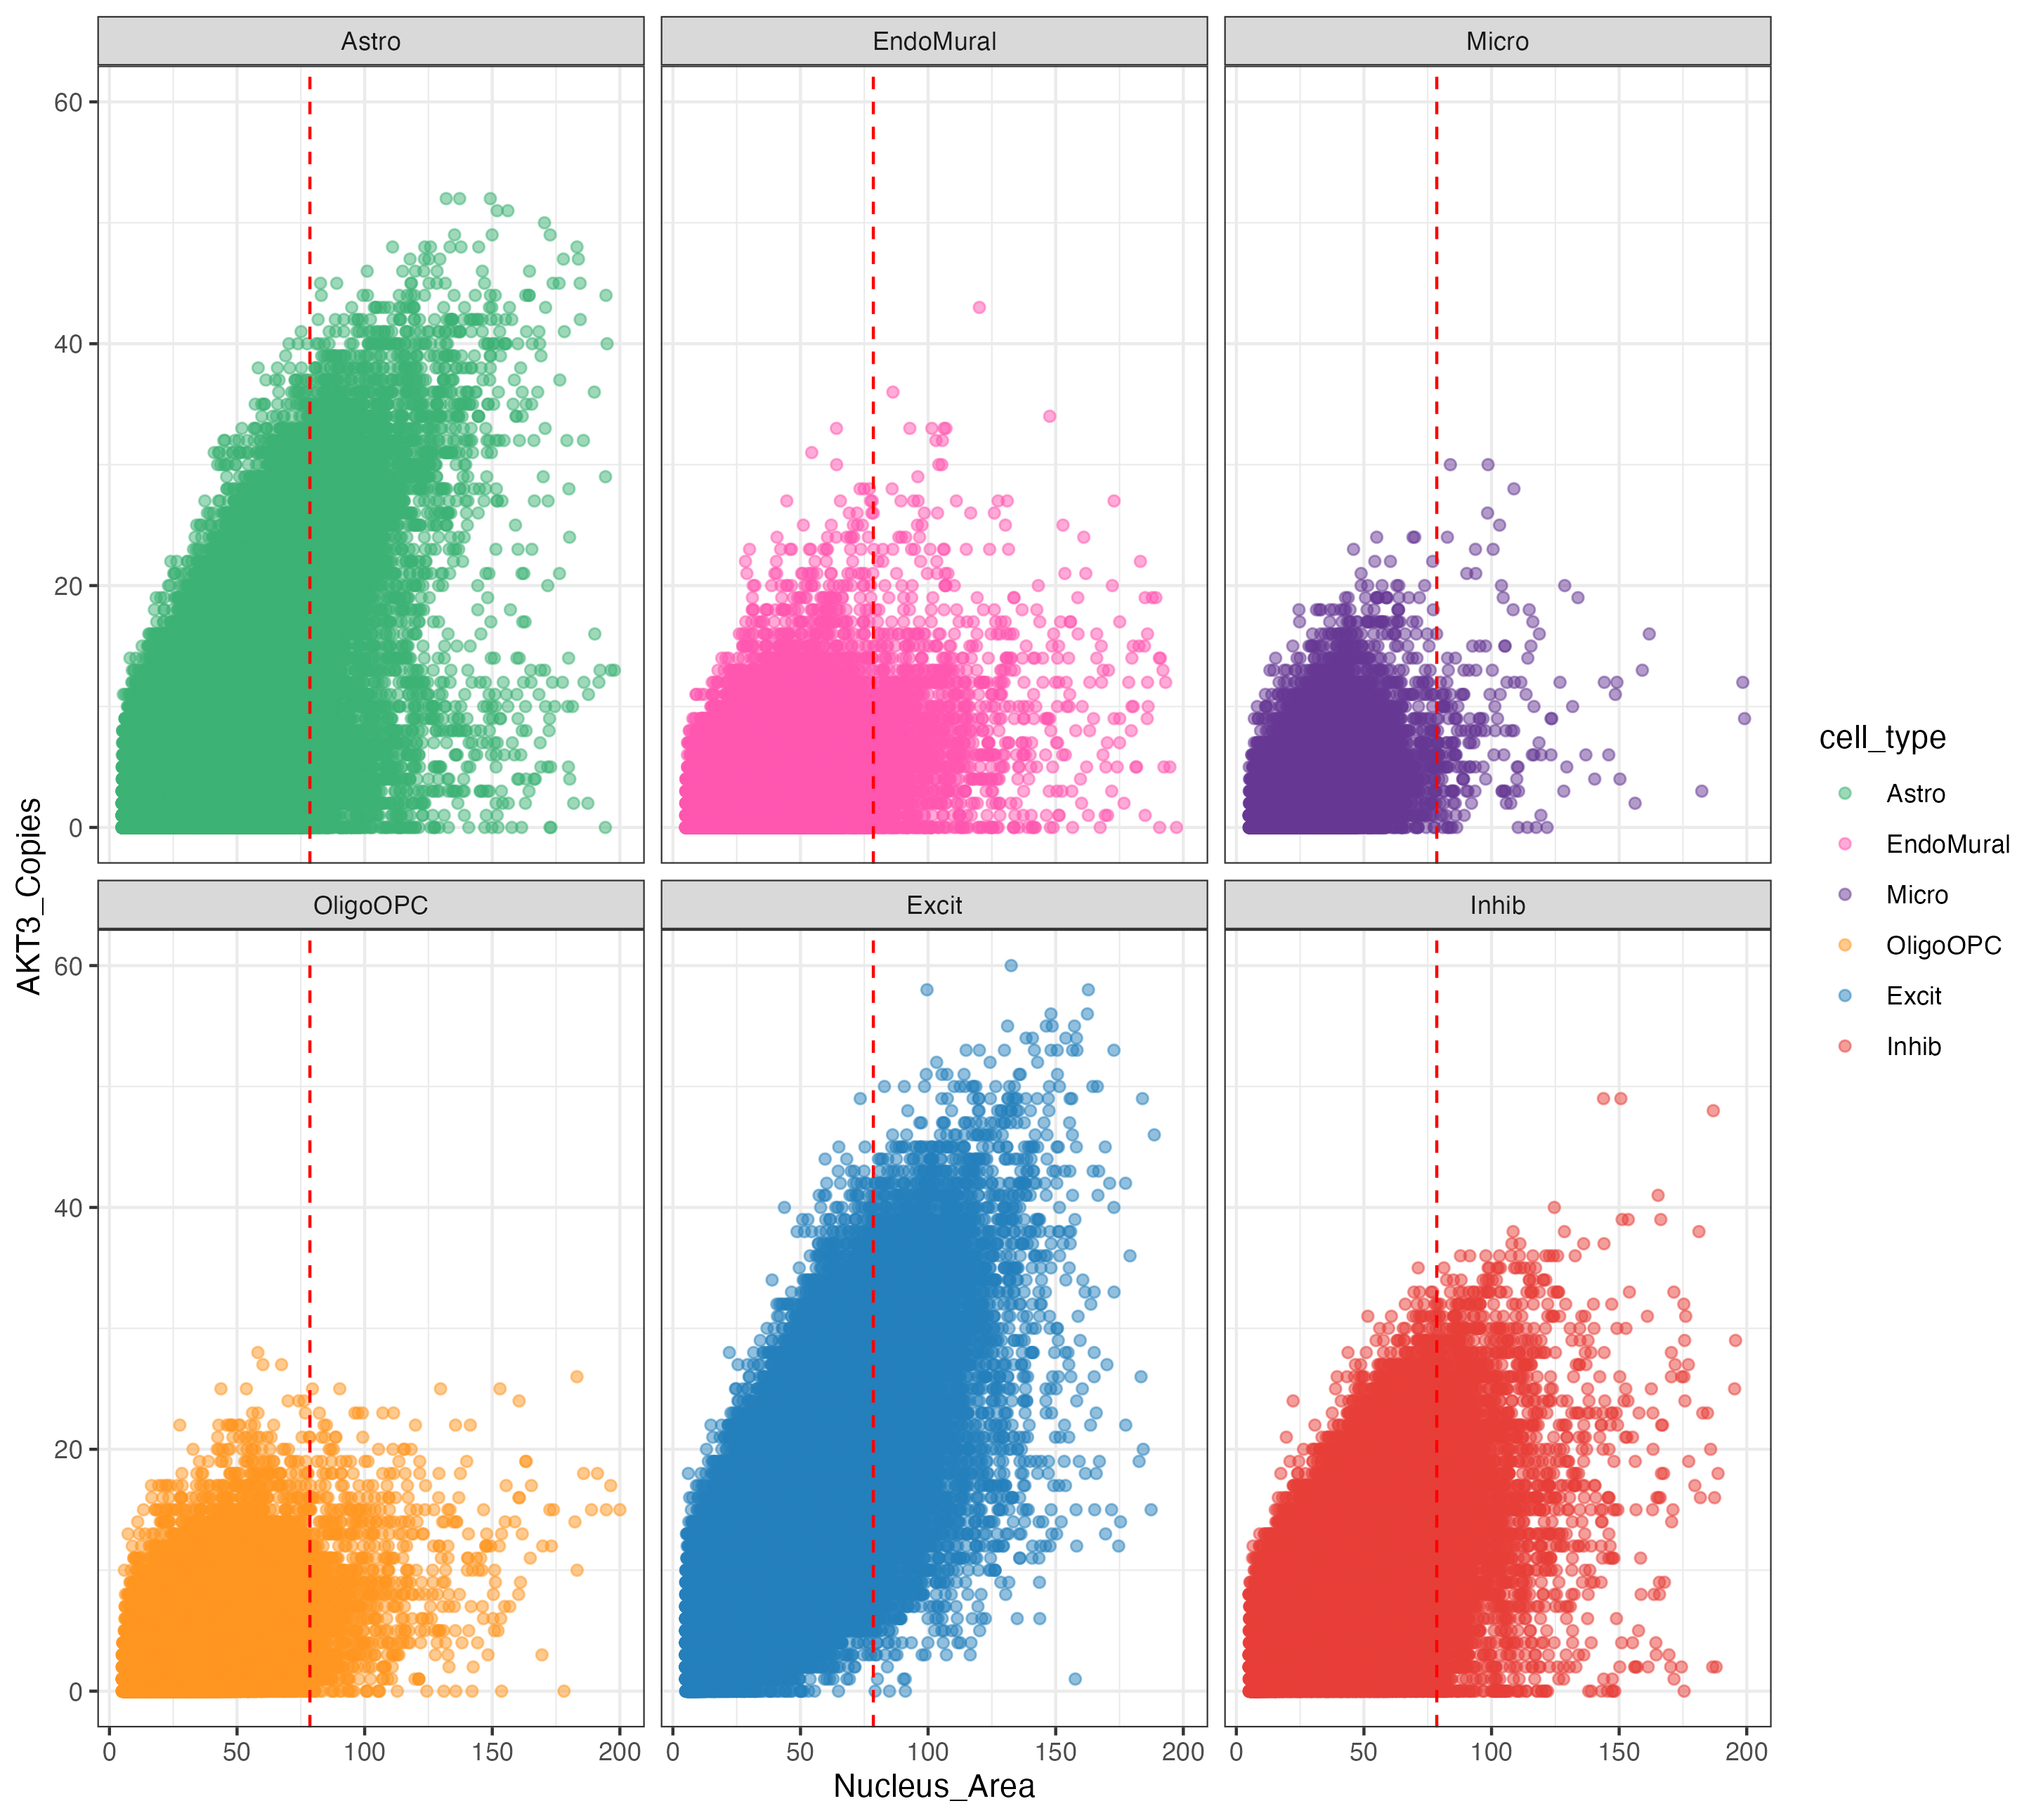 Astro EndoMural Micro
60
40
20
0
OligoOPC Excit Inhib
60
40
20
0
0 50 100 150 200 0 50 100 150 200 0 50 100 150 200
Nucleus_Area
AKT3_Copies
cell_type
Astro
EndoMural
Micro
OligoOPC
Excit
Inhib